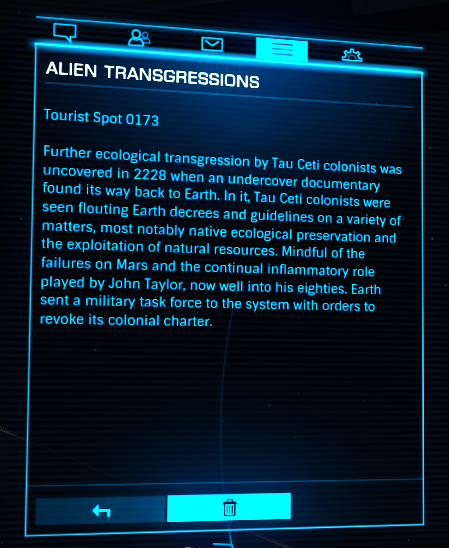 ALIEN TRANSGRESSIONS
Tourist Spot 0173
Further ecological transgression by Tau Ceti colonists was
uncovered in 2228 when an undercover documentary
found its way back to Earth. In it, Tau Ceti colonists were
seen flouting Earth decrees and guidelines on a variety of
matters, most notably native ecological preservation and
the exploitation of natural resources. Mindful of the
failures on Mars and the continual inflammatory role
played by John Taylor, now well into his eighties. Earth
sent a military task force to the system with orders to
revoke its colonial charter.